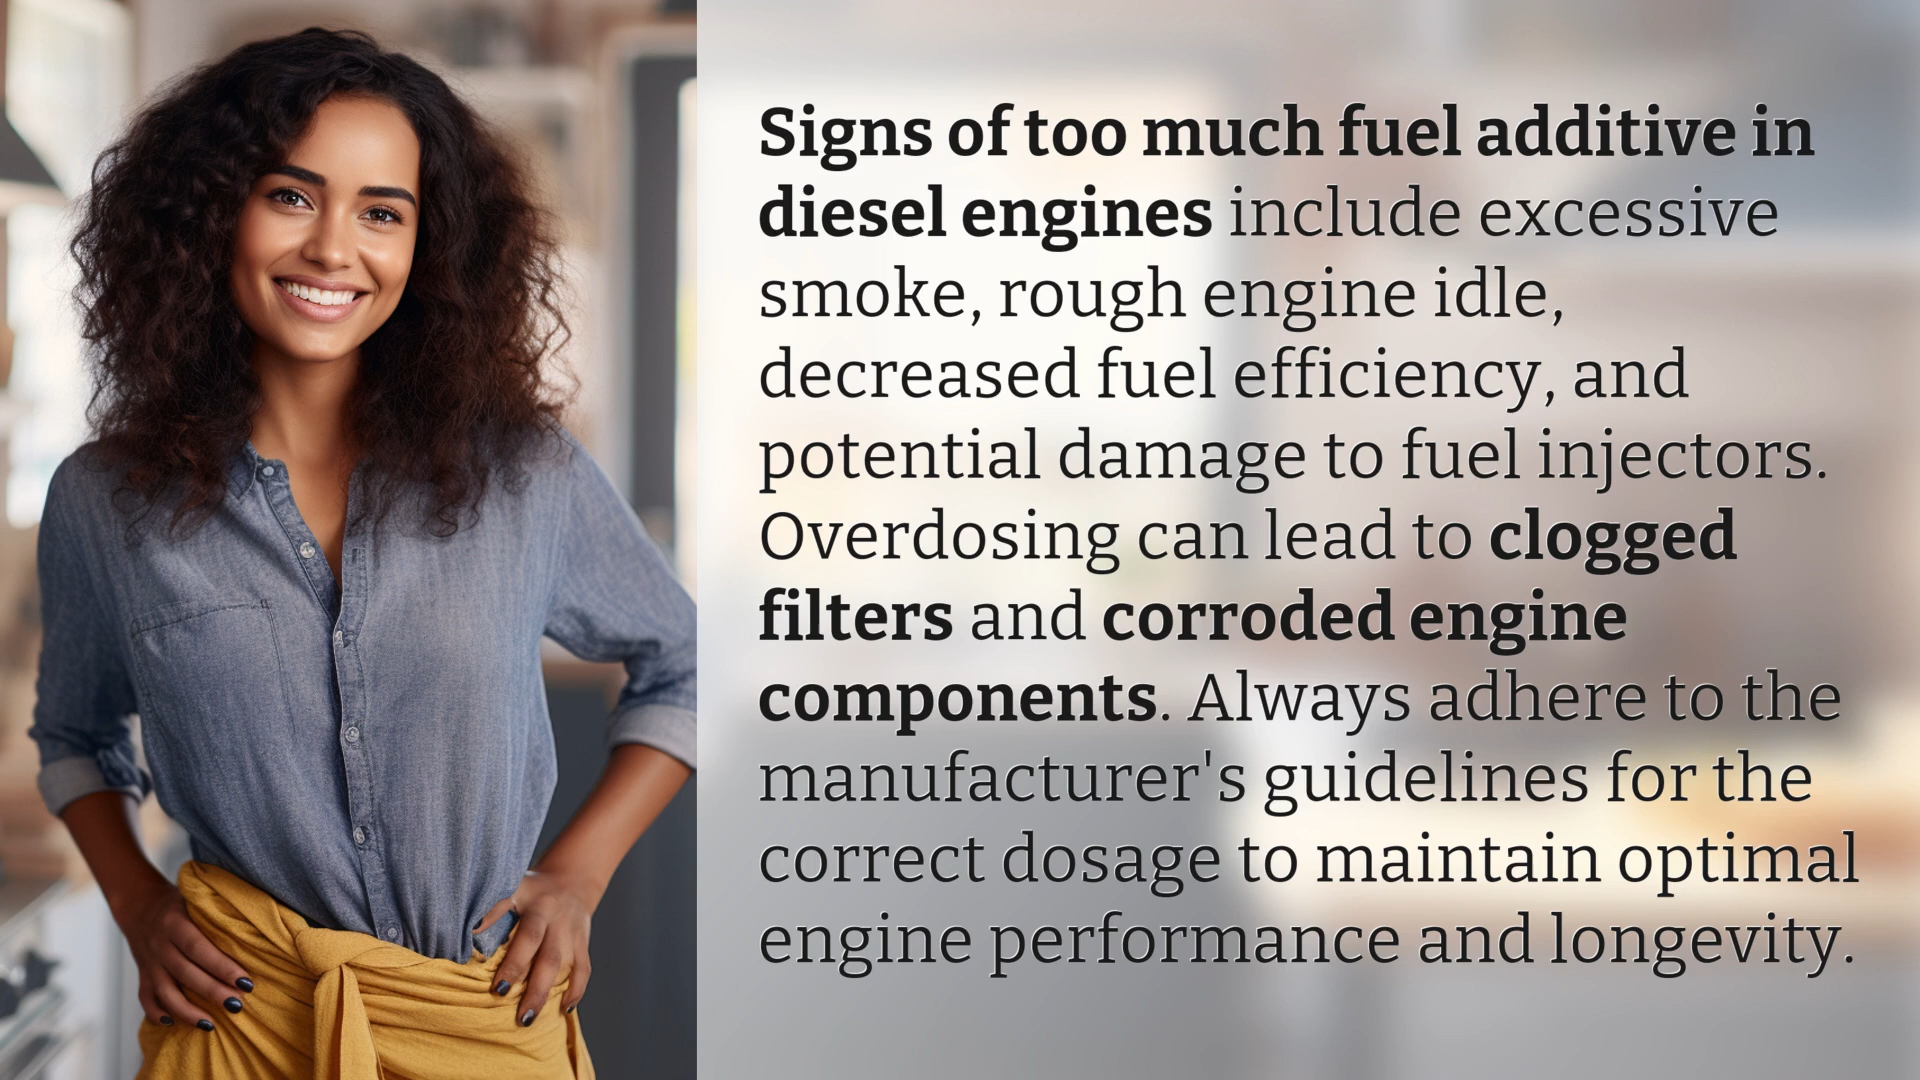 Signs of too much fuel additive in
diesel engines include excessive
smoke, rough engine idle,
decreased fuel efficiency, and
potential damage to fuel injectors.
Overdosing can lead to clogged
filters and corroded engine
components. Always adhere to the
manufacturer's guidelines for the
correct dosage to maintain optimal
engine performance and longevity.